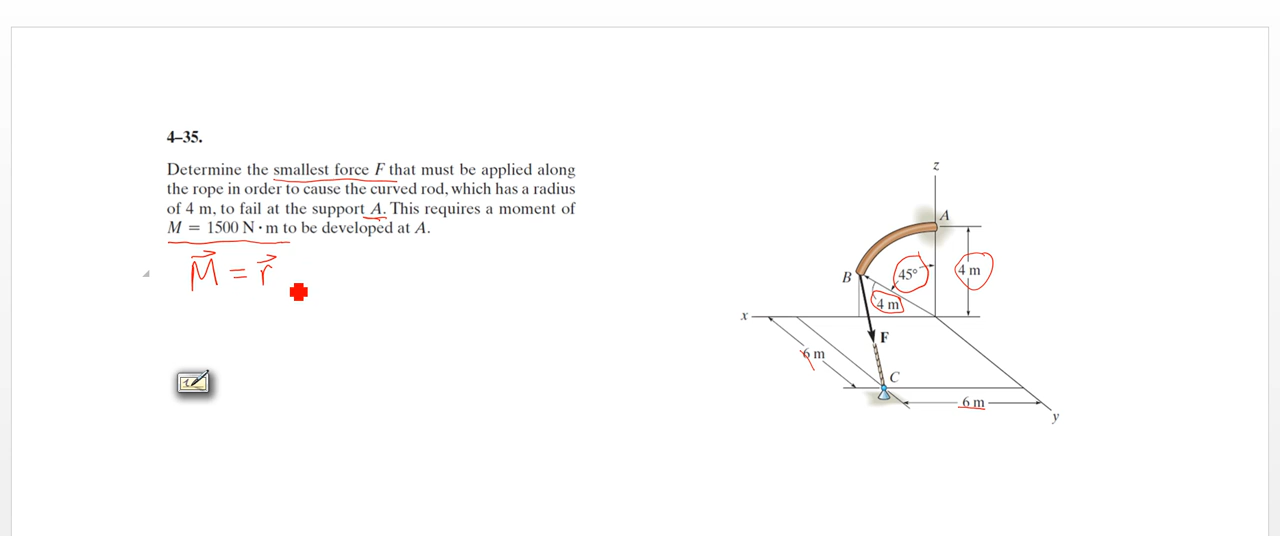 4–35.
Determine the smallest force F that must be applied along
the rope in order to cause the curved rod, which has a radius
of 4 m, to fail at the support A. This requires a moment of
M = 1500 N · m to be developed at A.
M = r
z
A
B
45°
4 m
4 m
x
F
6 m
C
6 m
y